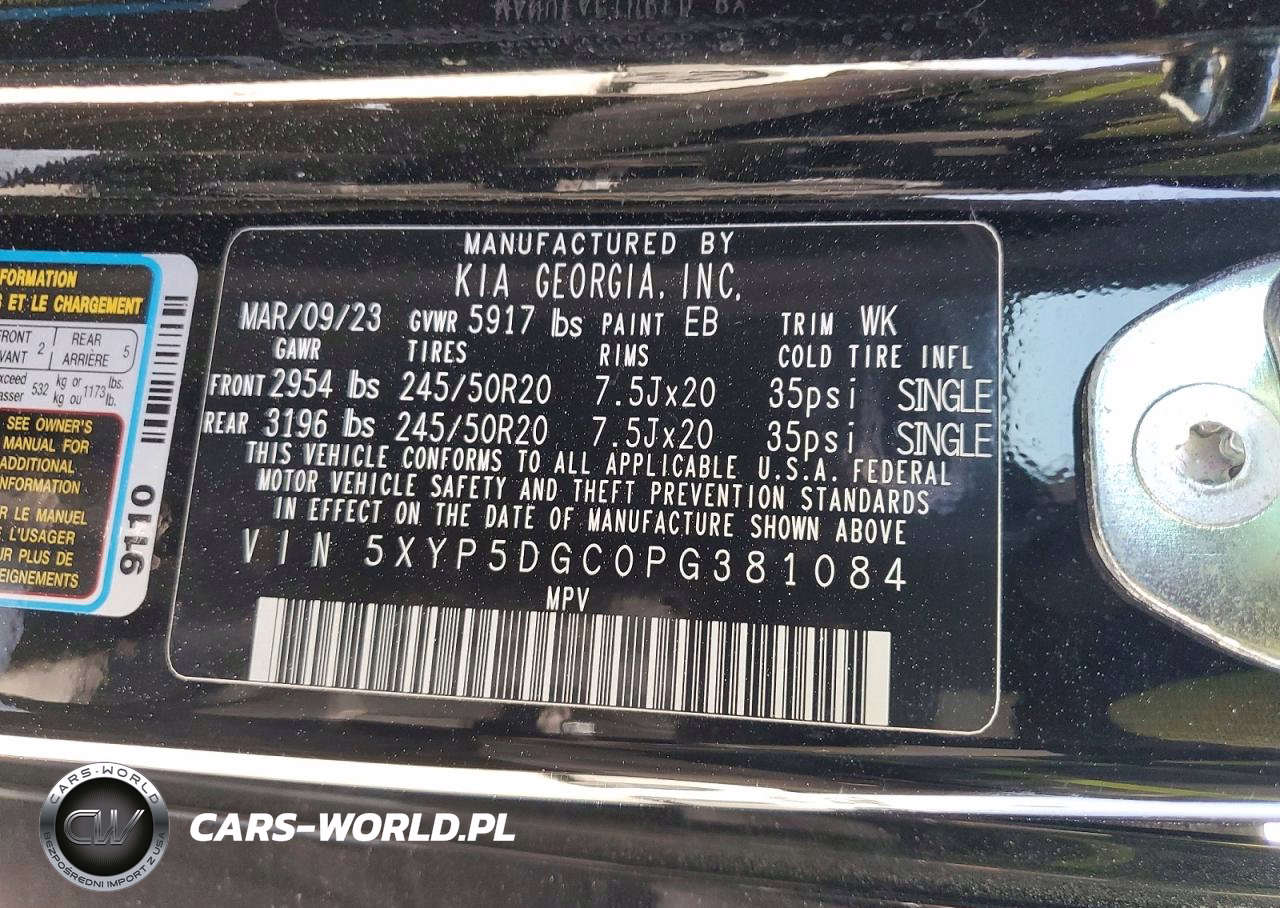 MANUFACTURED BY
KIA GEORGIA, INC.
MAR/09/23 GVWR 5917 lbs PAINT EB TRIM WK
GAWR TIRES RIMS COLD TIRE INFL
FRONT 2954 lbs 245/50R20 7.5Jx20 35psi SINGLE
REAR 3196 lbs 245/50R20 7.5Jx20 35psi SINGLE
THIS VEHICLE CONFORMS TO ALL APPLICABLE U.S.A. FEDERAL
MOTOR VEHICLE SAFETY AND THEFT PREVENTION STANDARDS
IN EFFECT ON THE DATE OF MANUFACTURE SHOWN ABOVE
VIN 5XYP5DGC0PG381084
MPV
FORMATION
S ET LE CHARGEMENT
FRONT 2 REAR 5
VANT ARRIÈRE
xceed 532 kg or 1173 lbs.
asser kg ou lb.
SEE OWNER'S
MANUAL FOR
ADDITIONAL
INFORMATION
R LE MANUEL
L'USAGER
UR PLUS DE
EIGNEMENTS
9110
CARS-WORLD
CW
BEZPOŚREDNI IMPORT Z USA
CARS-WORLD.PL